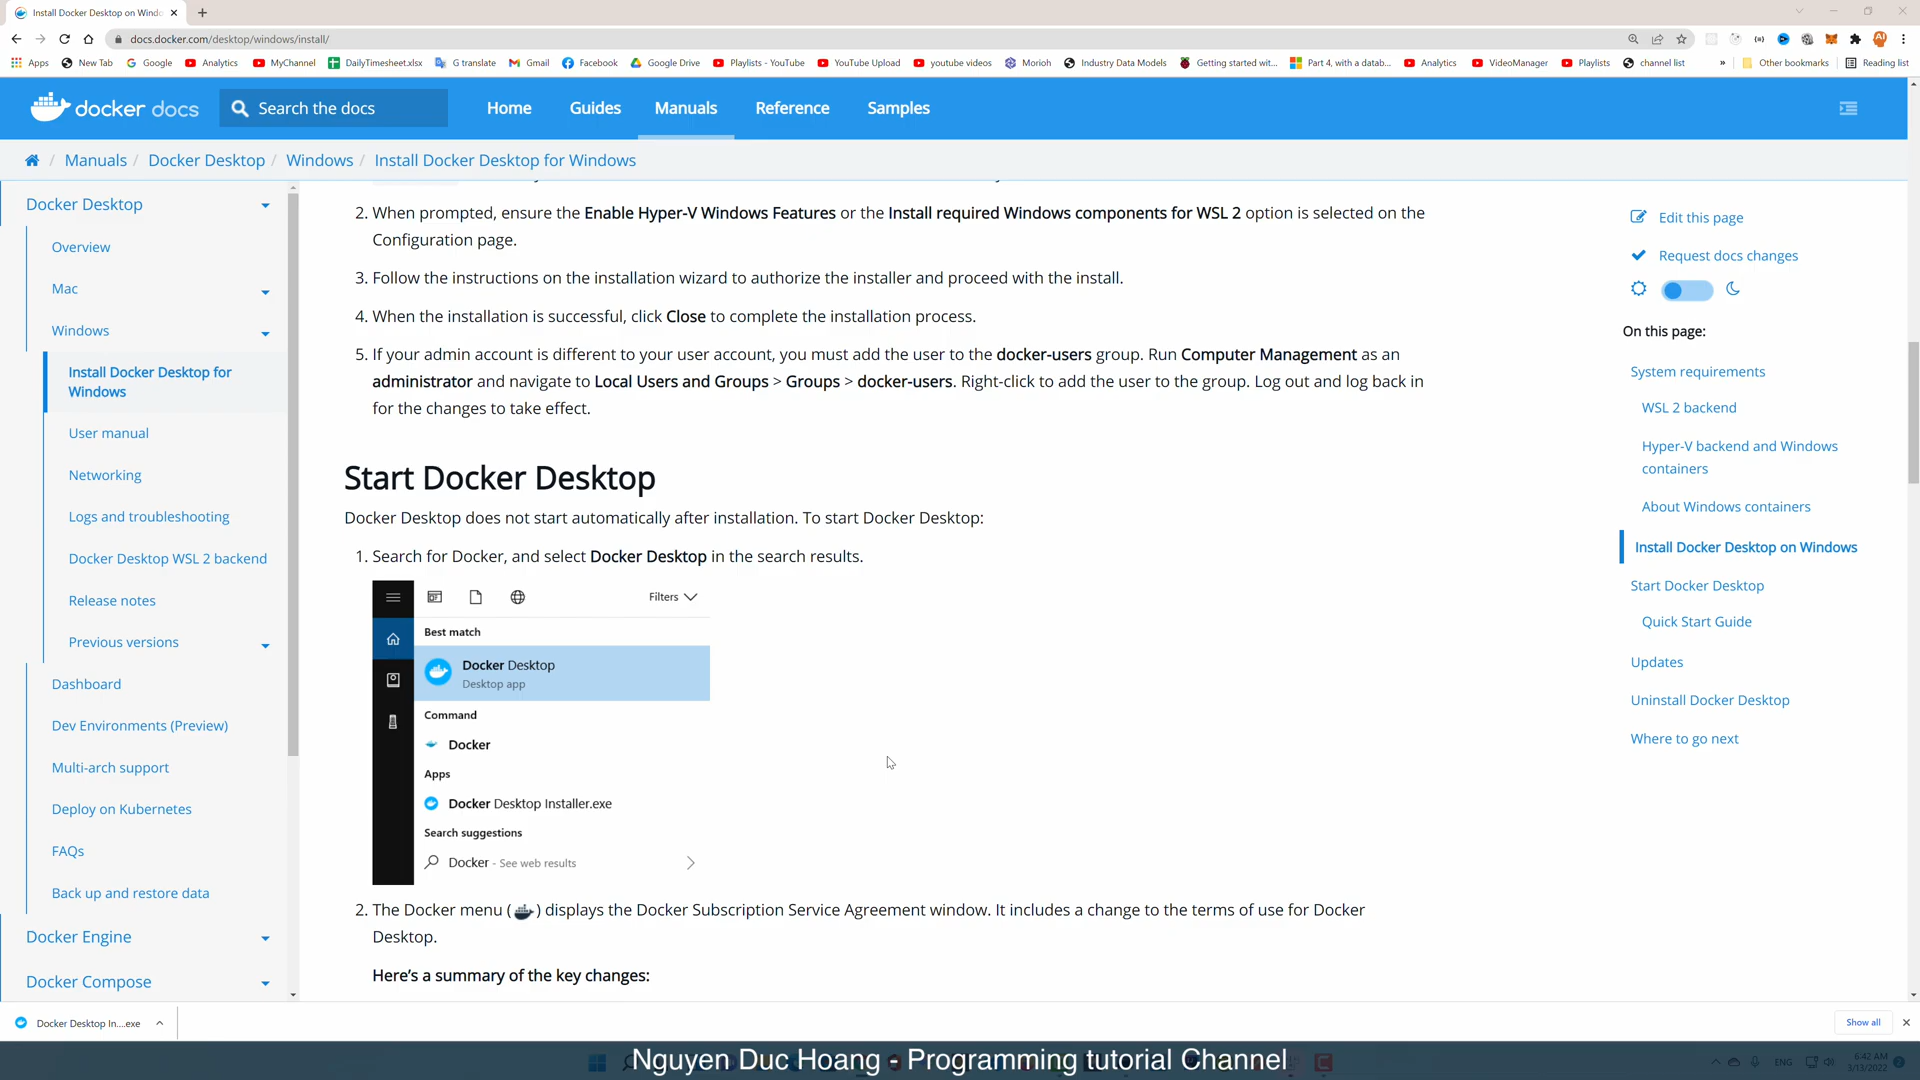 Install Docker Desktop on Windo
docs.docker.com/desktop/windows/install/
Apps
New Tab
Google
Analytics
MyChannel
DailyTimesheet.xlsx
G translate
Gmail
Facebook
Google Drive
Playlists - YouTube
YouTube Upload
youtube videos
Morioh
Industry Data Models
Getting started wit...
Part 4, with a datab...
Analytics
VideoManager
Playlists
channel list
»
Other bookmarks
Reading list
docker docs
Search the docs
Home
Guides
Manuals
Reference
Samples
/ Manuals / Docker Desktop / Windows / Install Docker Desktop for Windows
Docker Desktop
Overview
Mac
Windows
Install Docker Desktop for
Windows
User manual
Networking
Logs and troubleshooting
Docker Desktop WSL 2 backend
Release notes
Previous versions
Dashboard
Dev Environments (Preview)
Multi-arch support
Deploy on Kubernetes
FAQs
Back up and restore data
Docker Engine
Docker Compose
2. When prompted, ensure the Enable Hyper-V Windows Features or the Install required Windows components for WSL 2 option is selected on the
Configuration page.
3. Follow the instructions on the installation wizard to authorize the installer and proceed with the install.
4. When the installation is successful, click Close to complete the installation process.
5. If your admin account is different to your user account, you must add the user to the docker-users group. Run Computer Management as an
administrator and navigate to Local Users and Groups > Groups > docker-users. Right-click to add the user to the group. Log out and log back in
for the changes to take effect.
Start Docker Desktop
Docker Desktop does not start automatically after installation. To start Docker Desktop:
1. Search for Docker, and select Docker Desktop in the search results.
Filters
Best match
Docker Desktop
Desktop app
Command
Docker
Apps
Docker Desktop Installer.exe
Search suggestions
Docker - See web results
2. The Docker menu ( ) displays the Docker Subscription Service Agreement window. It includes a change to the terms of use for Docker
Desktop.
Here's a summary of the key changes:
Edit this page
Request docs changes
On this page:
System requirements
WSL 2 backend
Hyper-V backend and Windows
containers
About Windows containers
Install Docker Desktop on Windows
Start Docker Desktop
Quick Start Guide
Updates
Uninstall Docker Desktop
Where to go next
Docker Desktop In....exe
Show all
Nguyen Duc Hoang - Programming tutorial Channel
ENG
6:42 AM
3/13/2022